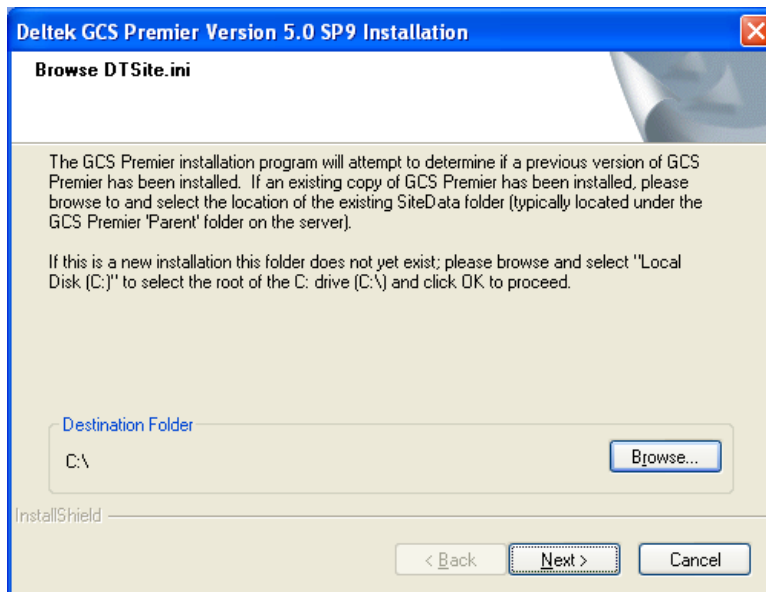 Deltek GCS Premier Version 5.0 SP9 Installation
Browse DTSite.ini
The GCS Premier installation program will attempt to determine if a previous version of GCS
Premier has been installed. If an existing copy of GCS Premier has been installed, please
browse to and select the location of the existing SiteData folder (typically located under the
GCS Premier 'Parent' folder on the server).
If this is a new installation this folder does not yet exist; please browse and select "Local
Disk (C:)" to select the root of the C: drive (C:\) and click OK to proceed.
Destination Folder
C:\
Browse...
InstallShield
< Back
Next >
Cancel